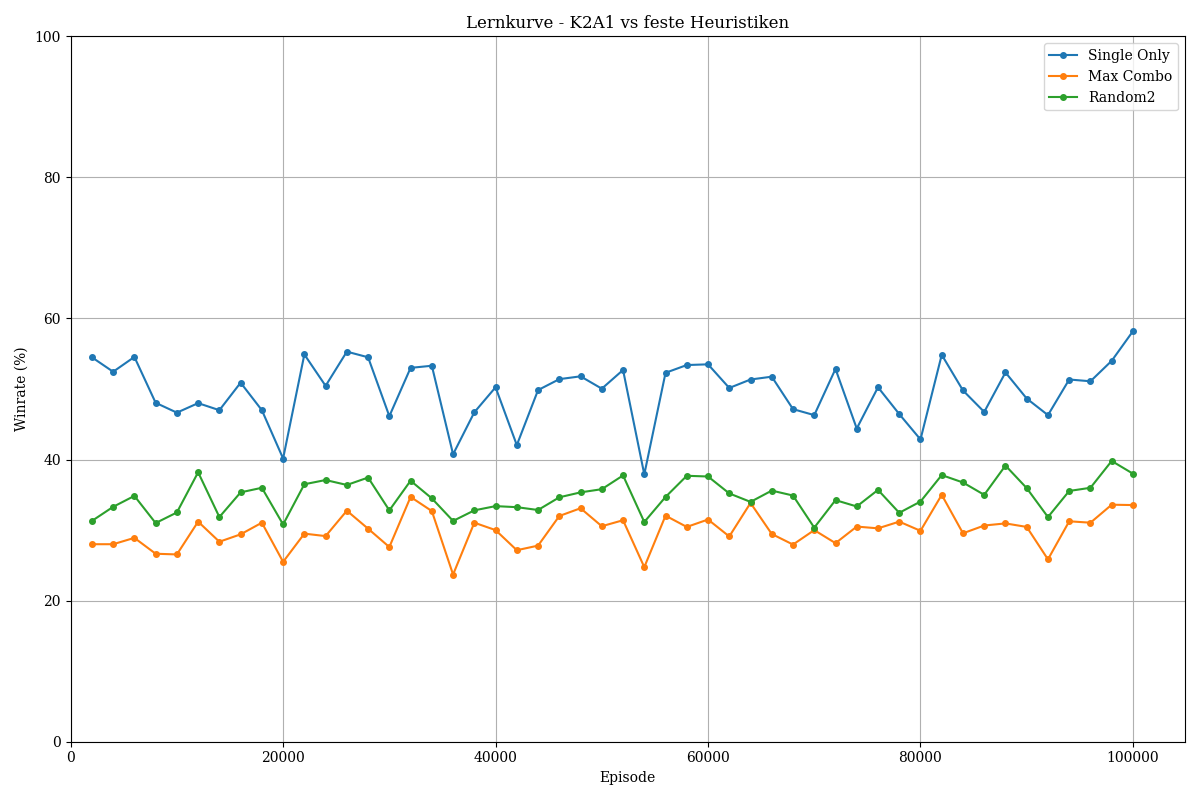 Lernkurve - K2A1 vs feste Heuristiken
Single Only
Max Combo
Random2
Winrate (%)
100
80
60
40
20
0
0 20000 40000 60000 80000 100000
Episode